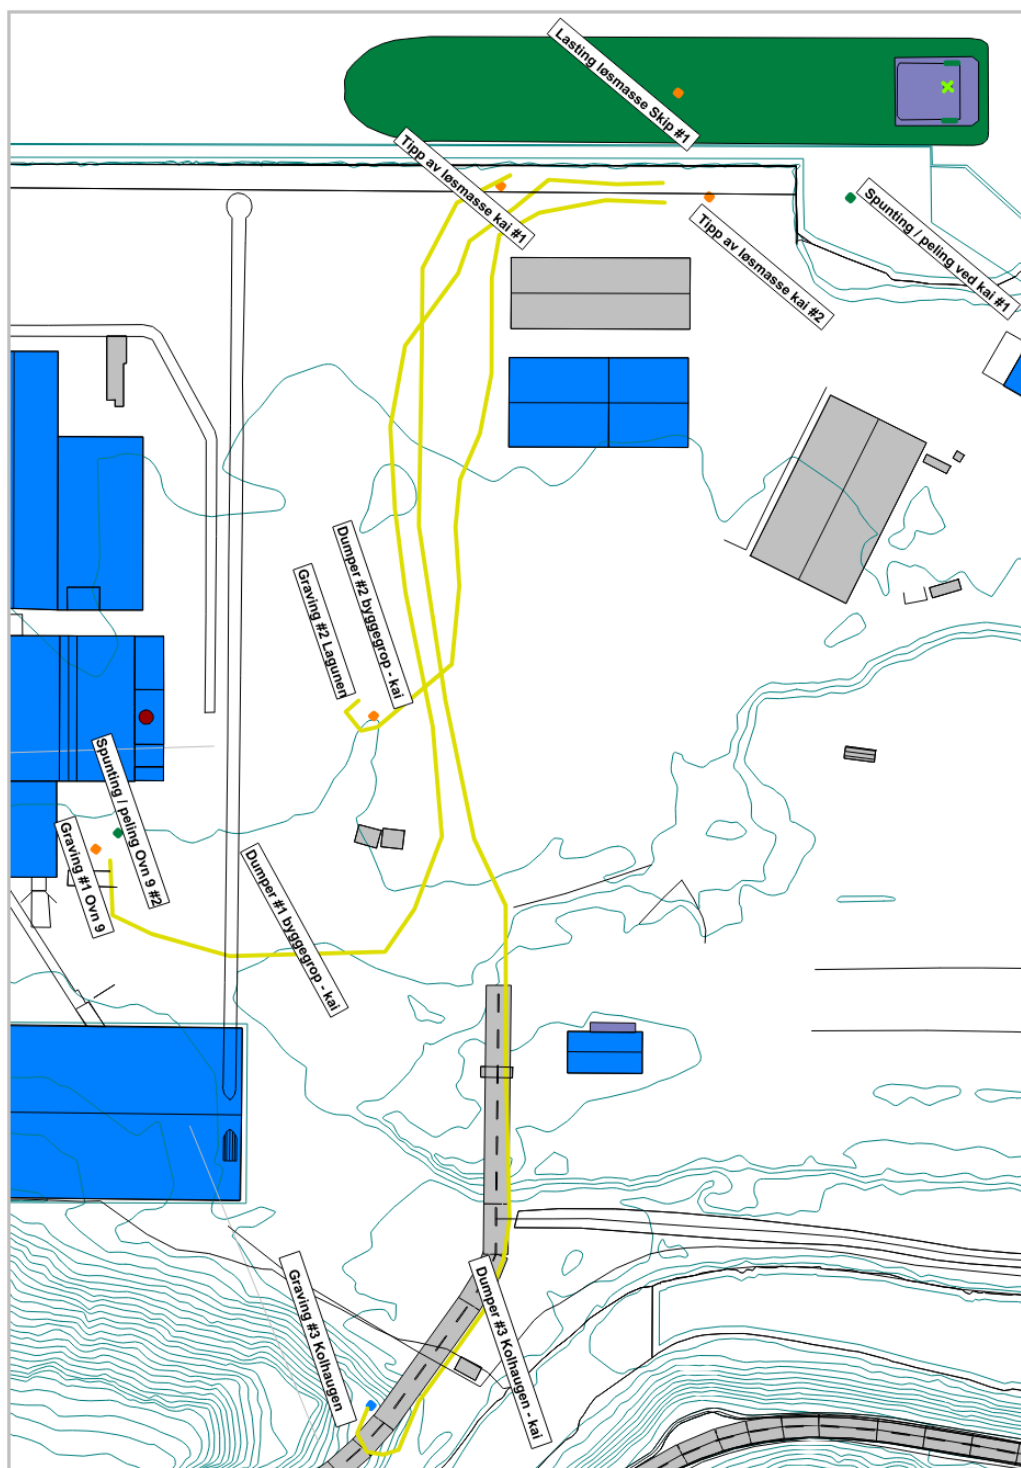 Lasting løsmasse Skip #1
Tipp av løsmasse kai #1
Spunting / peling ved kai #1
Tipp av løsmasse kai #2
Dumper #2 byggegrop - kai
Graving #2 Lagunen
Spunting / peling Ovn 9 #2
Graving #1 Ovn 9
Dumper #1 byggegrop - kai
Graving #3 Kolhaugen
Dumper #3 Kolhaugen - kai